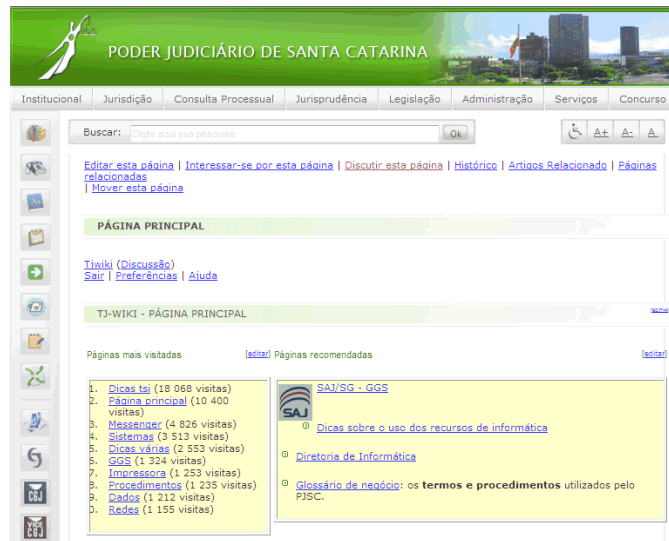 PODER JUDICIÁRIO DE SANTA CATARINA
Institucional Jurisdição Consulta Processual Jurisprudência Legislação Administração Serviços Concurso
Buscar: Digite aqui sua pesquisa Ok A+ A- A
Editar esta página | Interessar-se por esta página | Discutir esta página | Histórico | Artigos Relacionado | Páginas
relacionadas
| Mover esta página
PÁGINA PRINCIPAL
Tjwiki (Discussão)
Sair | Preferências | Ajuda
TJ-WIKI - PÁGINA PRINCIPAL
Páginas mais visitadas [editar] Páginas recomendadas [editar]
1. Dicas tsi (18 068 visitas)
2. Página principal (10 400
visitas)
3. Messenger (4 826 visitas)
4. Sistemas (3 513 visitas)
5. Dicas várias (2 553 visitas)
6. GGS (1 324 visitas)
7. Impressora (1 253 visitas)
8. Procedimentos (1 235 visitas)
9. Dados (1 212 visitas)
0. Redes (1 155 visitas)
SAJ/SG - GGS
SAJ
Dicas sobre o uso dos recursos de informática
Diretoria de Informática
Glossário de negócio: os termos e procedimentos utilizados pelo
PJSC.
CGJ
VICE
CGJ